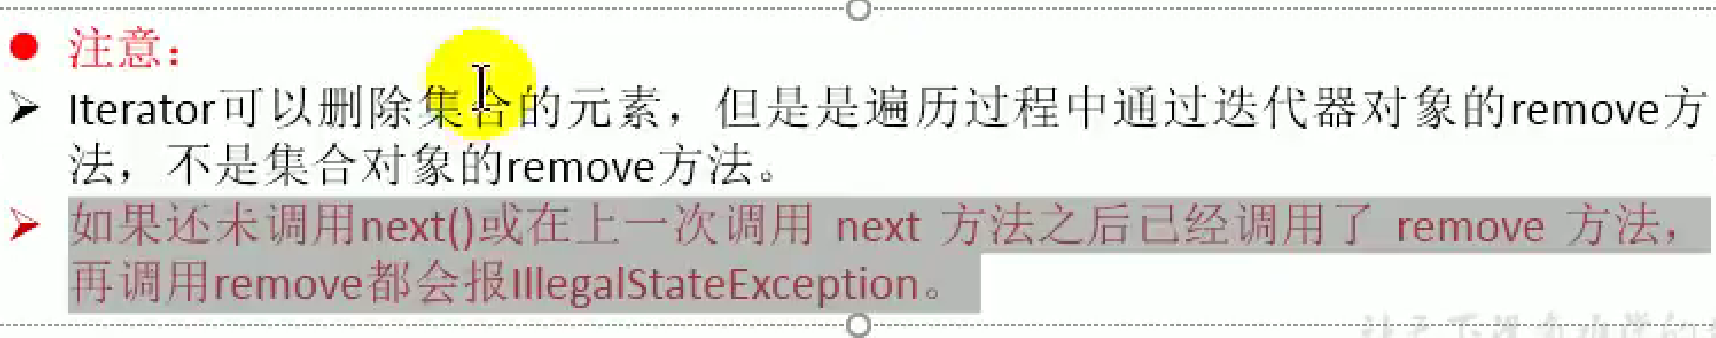 注意：
Iterator可以删除集合的元素，但是是遍历过程中通过迭代器对象的remove方
法，不是集合对象的remove方法。
如果还未调用next()或在上一次调用 next 方法之后已经调用了 remove 方法，
再调用remove都会报IllegalStateException。